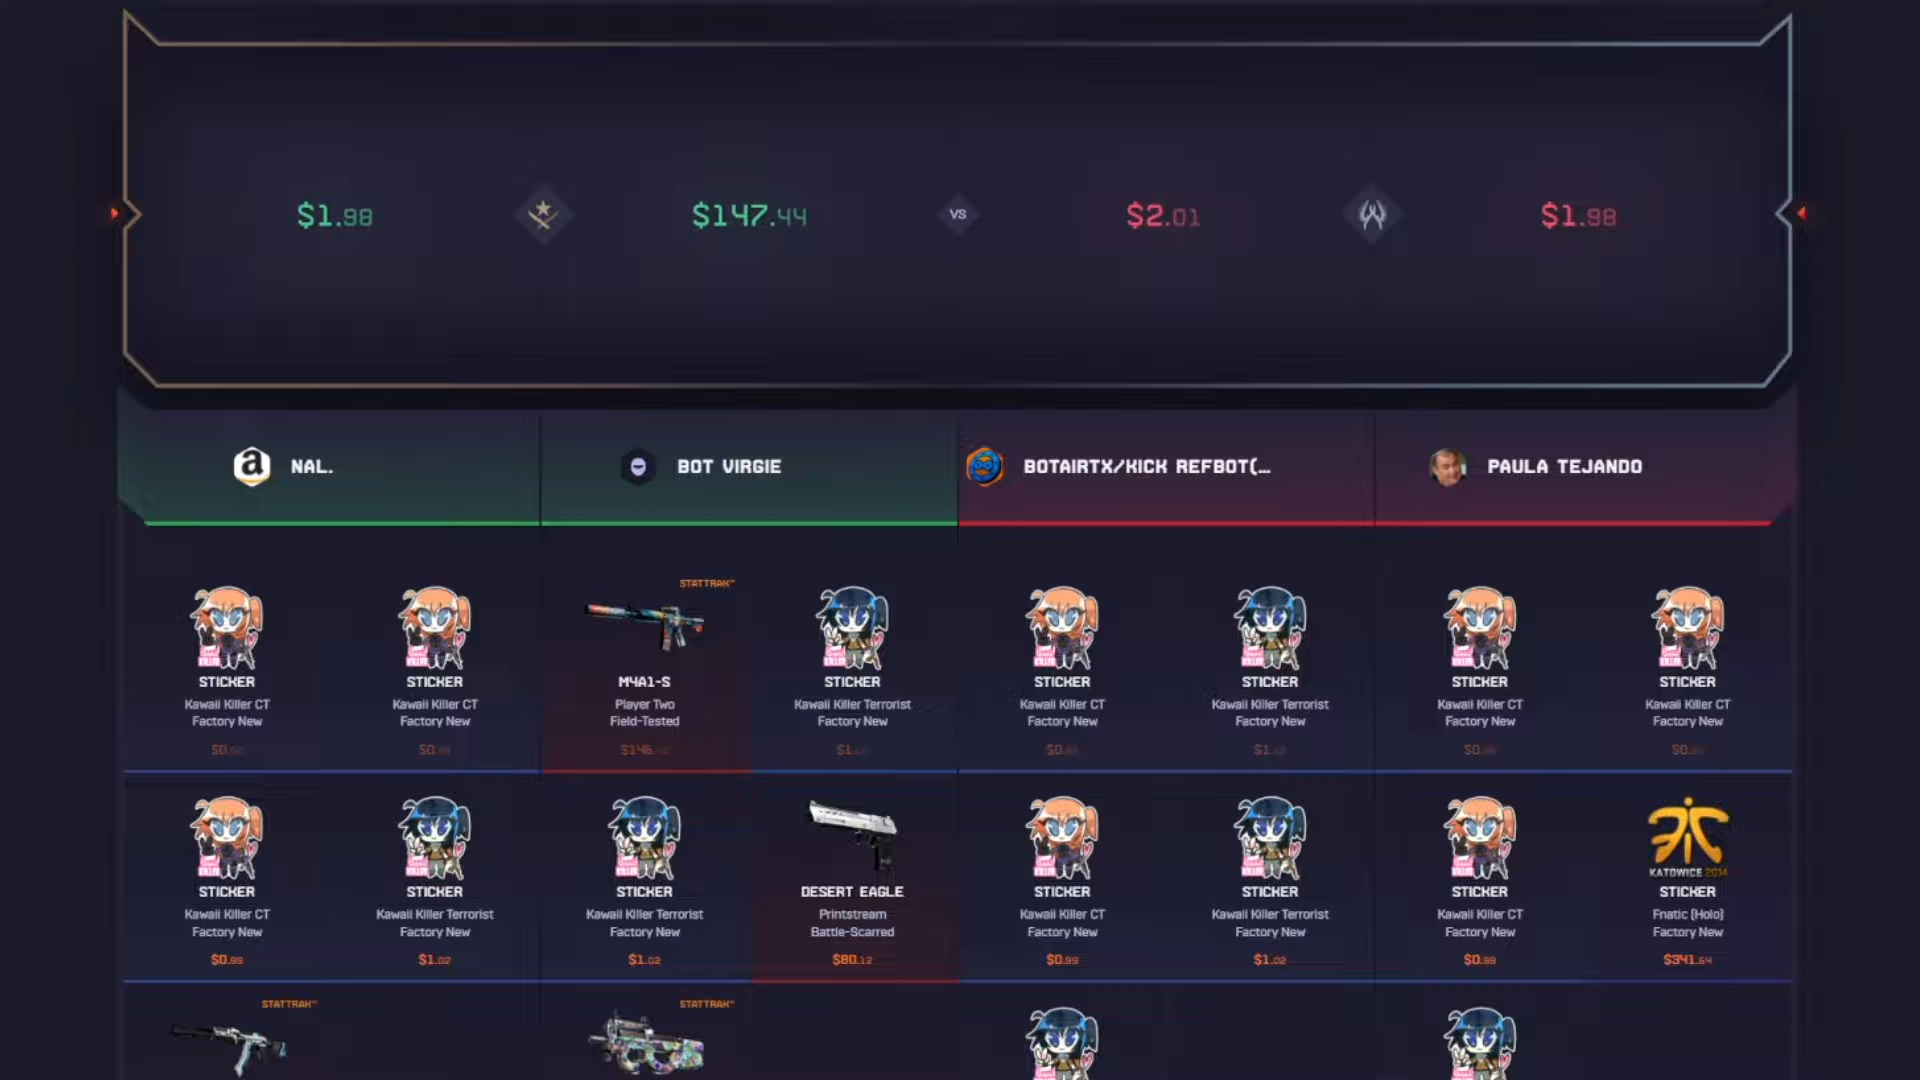 $1.98
$147.44
VS
$2.01
$1.98
NAL.
BOT VIRGIE
BOTAIRTX/KICK REFBOT(...
PAULA TEJANDO
STICKER
Kawaii Killer CT
Factory New
STICKER
Kawaii Killer CT
Factory New
STATTRAK™
M4A1-S
Player Two
Field-Tested
STICKER
Kawaii Killer Terrorist
Factory New
STICKER
Kawaii Killer CT
Factory New
STICKER
Kawaii Killer Terrorist
Factory New
STICKER
Kawaii Killer CT
Factory New
STICKER
Kawaii Killer CT
Factory New
STICKER
Kawaii Killer CT
Factory New
$0.99
STICKER
Kawaii Killer Terrorist
Factory New
$1.02
STICKER
Kawaii Killer Terrorist
Factory New
$1.02
DESERT EAGLE
Printstream
Battle-Scarred
$80.12
STICKER
Kawaii Killer CT
Factory New
$0.99
STICKER
Kawaii Killer Terrorist
Factory New
$1.02
STICKER
Kawaii Killer CT
Factory New
$0.99
KATOWICE 2014
STICKER
Fnatic (Holo)
Factory New
$341.64
STATTRAK™
STATTRAK™